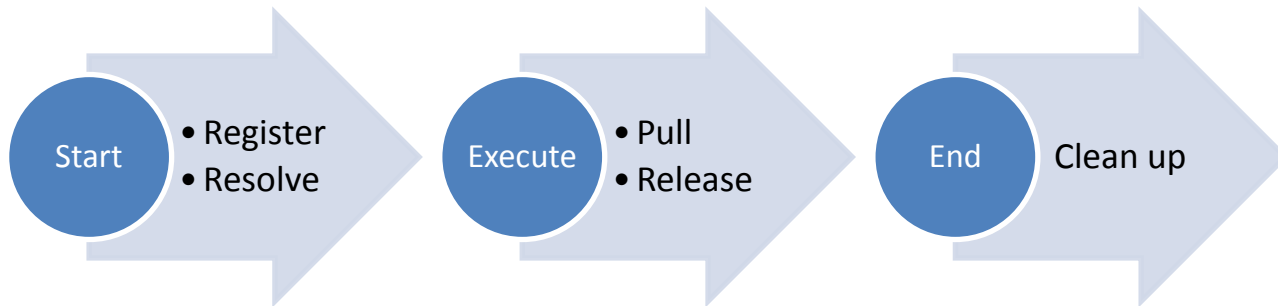 Start
• Register
• Resolve
Execute
• Pull
• Release
End
Clean up